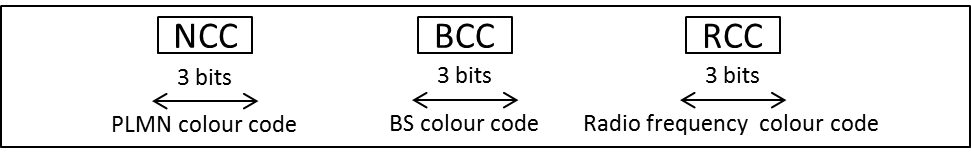 NCC BCC RCC
3 bits 3 bits 3 bits
PLMN colour code BS colour code Radio frequency colour code